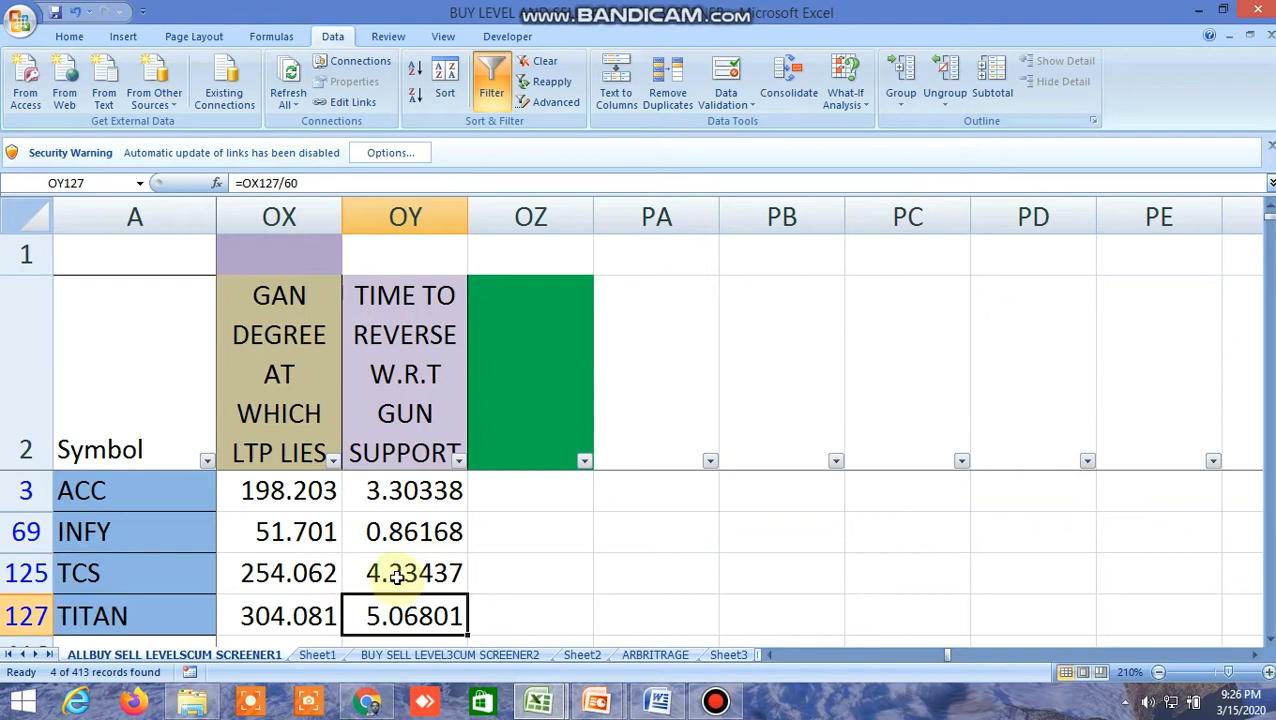 BUY LEVEL AND SELL
Microsoft Excel
www.BANDICAM.com
Home Insert Page Layout Formulas Data Review View Developer
From Access
From Web
From Text
From Other Sources
Existing Connections
Get External Data
Refresh All
Connections
Properties
Edit Links
Connections
Sort
Filter
Clear
Reapply
Advanced
Sort & Filter
Text to Columns
Remove Duplicates
Data Validation
Consolidate
What-If Analysis
Data Tools
Group
Ungroup
Subtotal
Show Detail
Hide Detail
Outline
Security Warning Automatic update of links has been disabled Options...
OY127 fx =OX127/60
A OX OY OZ PA PB PC PD PE
1
2 Symbol
GAN
DEGREE
AT
WHICH
LTP LIES
TIME TO
REVERSE
W.R.T
GUN
SUPPORT
3 ACC 198.203 3.30338
69 INFY 51.701 0.86168
125 TCS 254.062 4.23437
127 TITAN 304.081 5.06801
ALLBUY SELL LEVELSCUM SCREENER1 Sheet1 BUY SELL LEVEL3CUM SCREENER2 Sheet2 ARBITRAGE Sheet3
Ready 4 of 413 records found 210%
9:26 PM
3/15/2020